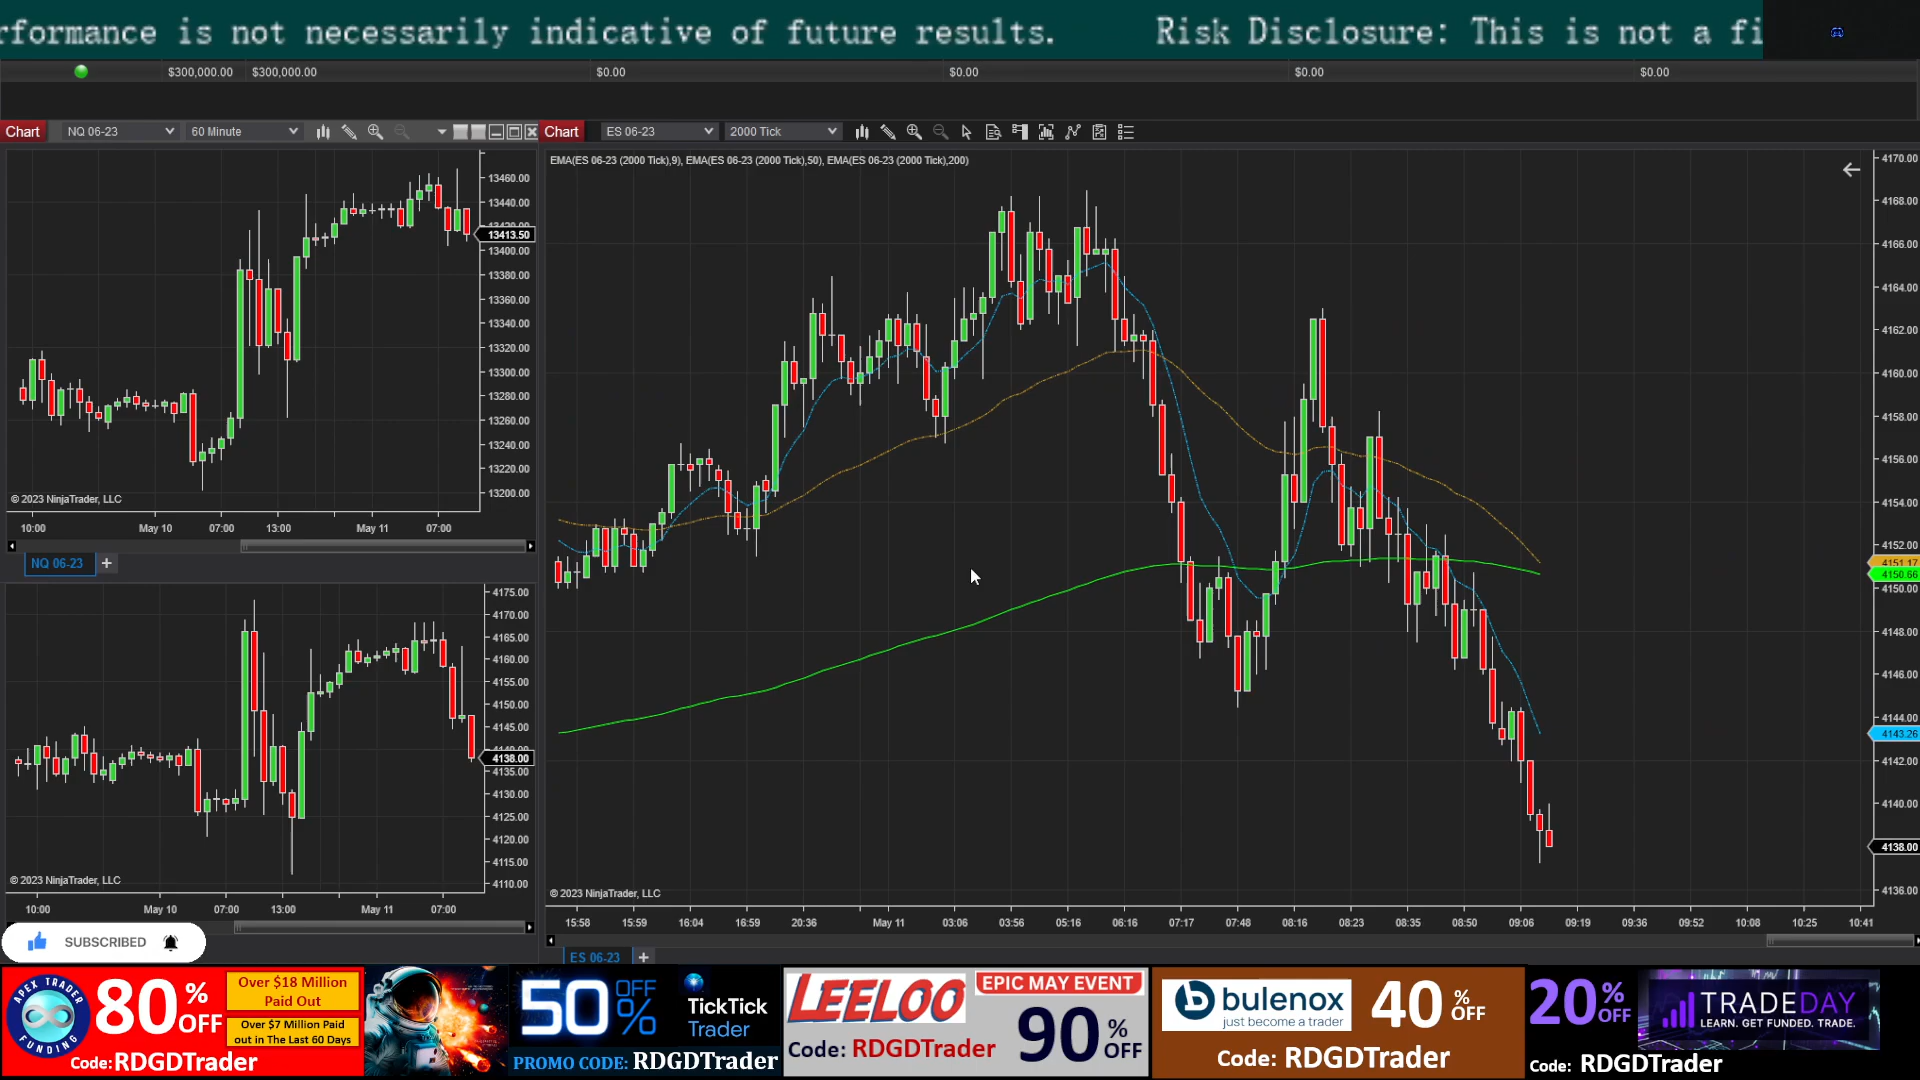 rformance is not necessarily indicative of future results. Risk Disclosure: This is not a fi
$300,000.00 $300,000.00 $0.00 $0.00 $0.00 $0.00
Chart NQ 06-23 60 Minute
13460.00
13440.00
13420.00
13413.50
13400.00
13380.00
13360.00
13340.00
13320.00
13300.00
13280.00
13260.00
13240.00
13220.00
13200.00
© 2023 NinjaTrader, LLC
10:00 May 10 07:00 13:00 May 11 07:00
NQ 06-23 +
4175.00
4170.00
4165.00
4160.00
4155.00
4150.00
4145.00
4140.00
4138.00
4135.00
4130.00
4125.00
4120.00
4115.00
4110.00
© 2023 NinjaTrader, LLC
10:00 May 10 07:00 13:00 May 11 07:00
SUBSCRIBED
Chart ES 06-23 2000 Tick
EMA(ES 06-23 (2000 Tick),9), EMA(ES 06-23 (2000 Tick),50), EMA(ES 06-23 (2000 Tick),200)
4170.00
4168.00
4166.00
4164.00
4162.00
4160.00
4158.00
4156.00
4154.00
4152.00
4151.17
4150.66
4150.00
4148.00
4146.00
4144.00
4143.26
4142.00
4140.00
4138.00
4136.00
© 2023 NinjaTrader, LLC
15:58 15:59 16:04 16:59 20:36 May 11 03:06 03:56 05:16 06:16 07:17 07:48 08:16 08:23 08:35 08:50 09:06 09:19 09:36 09:52 10:08 10:25 10:41
ES 06-23 +
APEX TRADER FUNDING
80% OFF
Over $18 Million
Paid Out
Over $7 Million Paid
out in The Last 60 Days
Code:RDGDTrader
50% OFF
TickTick
Trader
PROMO CODE: RDGDTrader
LEELOO
EPIC MAY EVENT
90% OFF
Code: RDGDTrader
bulenox
just become a trader
40% OFF
Code: RDGDTrader
20% OFF
TRADEDAY
LEARN. GET FUNDED. TRADE.
Code: RDGDTrader